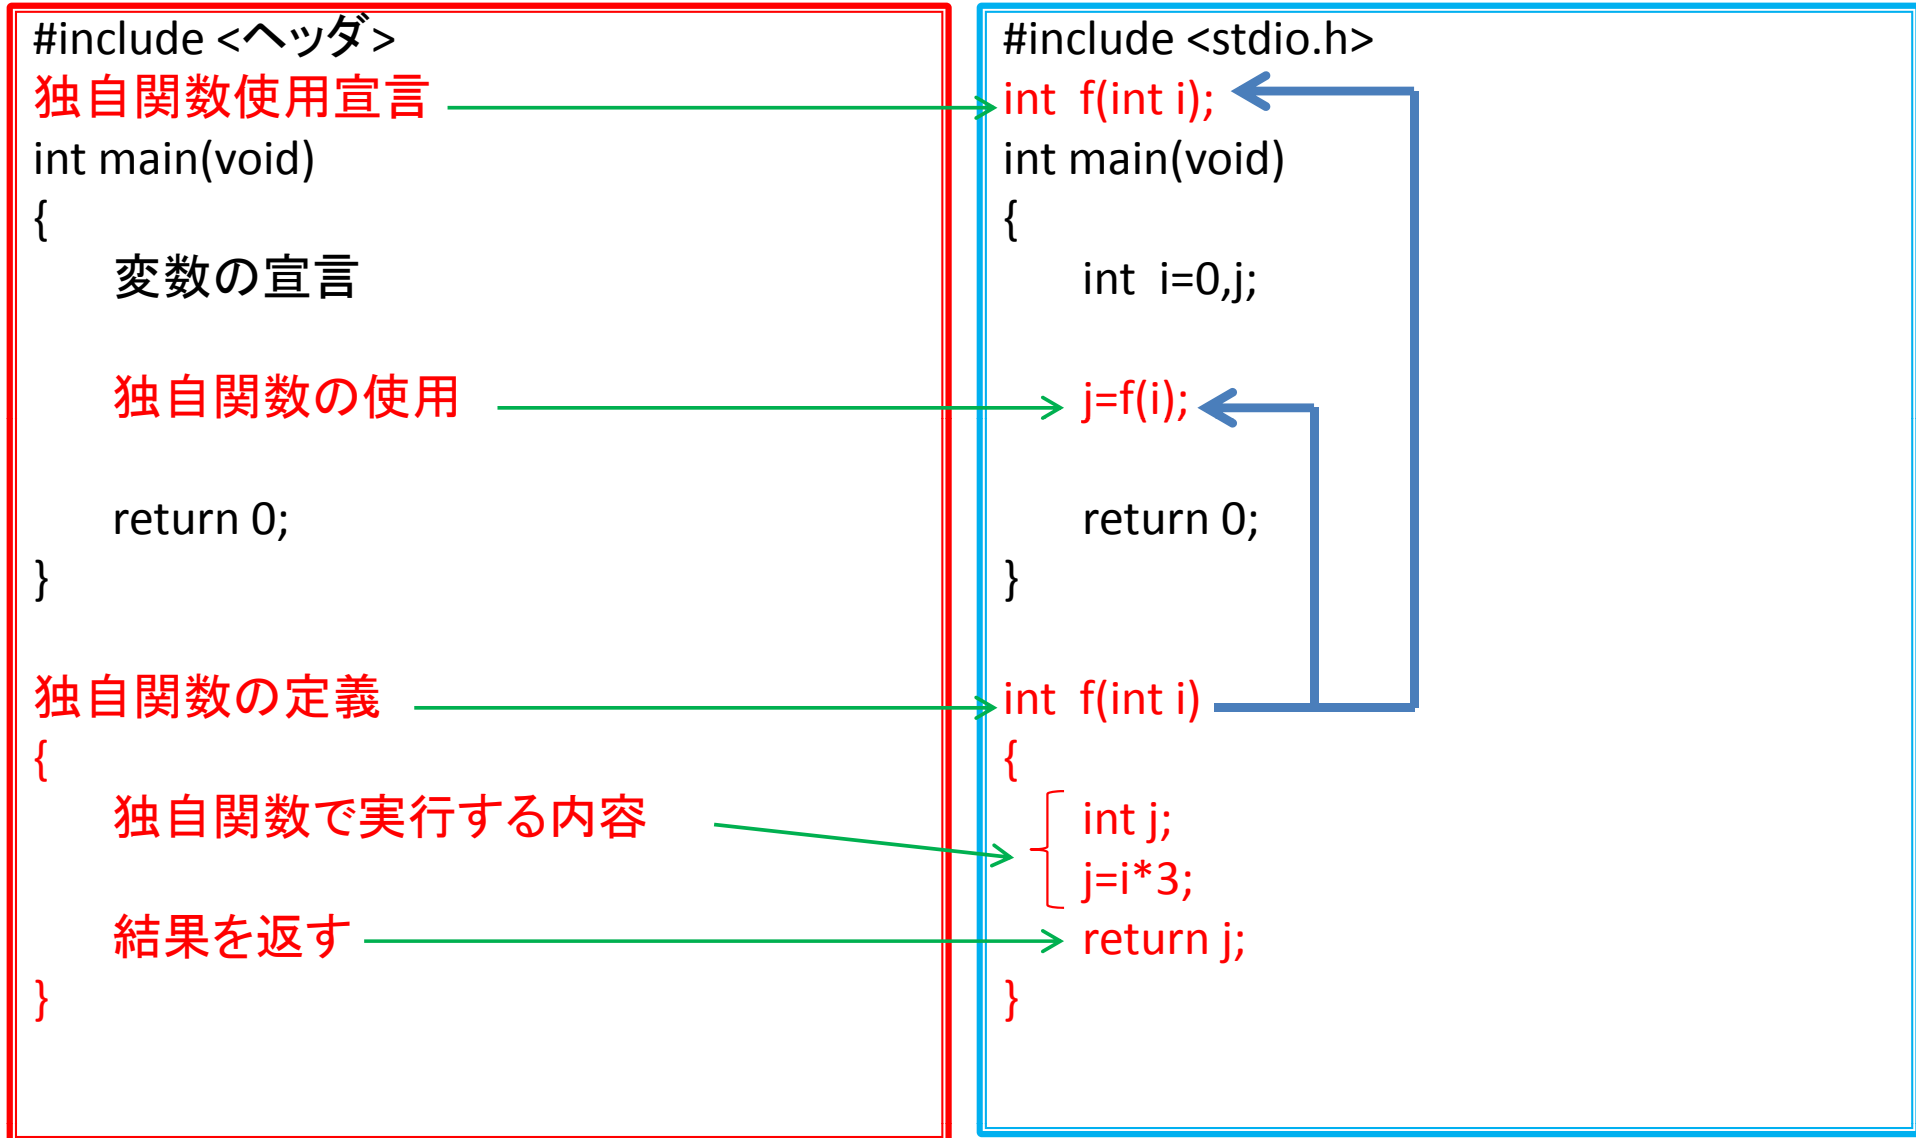 #include <ヘッダ>
独自関数使用宣言
int main(void)
{
変数の宣言
独自関数の使用
return 0;
}
独自関数の定義
{
独自関数で実行する内容
結果を返す
}
#include <stdio.h>
int f(int i);
int main(void)
{
int i=0,j;
j=f(i);
return 0;
}
int f(int i)
{
int j;
j=i*3;
return j;
}